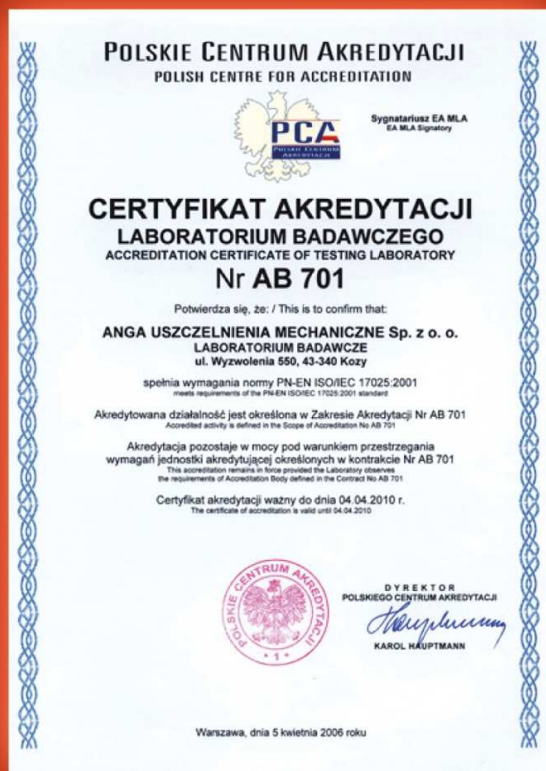 POLSKIE CENTRUM AKREDYTACJI
POLISH CENTRE FOR ACCREDITATION
Sygnatariusz EA MLA
EA MLA Signatory
PCA
POLSKIE CENTRUM
AKREDYTACJI
CERTYFIKAT AKREDYTACJI
LABORATORIUM BADAWCZEGO
ACCREDITATION CERTIFICATE OF TESTING LABORATORY
Nr AB 701
Potwierdza się, że: / This is to confirm that:
ANGA USZCZELNIENIA MECHANICZNE Sp. z o. o.
LABORATORIUM BADAWCZE
ul. Wyzwolenia 550, 43-340 Kozy
spełnia wymagania normy PN-EN ISO/IEC 17025:2001
meets requirements of the PN-EN ISO/IEC 17025:2001 standard
Akredytowana działalność jest określona w Zakresie Akredytacji Nr AB 701
Accredited activity is defined in the Scope of Accreditation No AB 701
Akredytacja pozostaje w mocy pod warunkiem przestrzegania
wymagań jednostki akredytującej określonych w kontrakcie Nr AB 701
This accreditation remains in force provided the Laboratory observes
the requirements of Accreditation Body defined in the Contract No AB 701
Certyfikat akredytacji ważny do dnia 04.04.2010 r.
The certificate of accreditation is valid until 04.04.2010
POLSKIE CENTRUM AKREDYTACJI
* 1 *
DYREKTOR
POLSKIEGO CENTRUM AKREDYTACJI
KAROL HAUPTMANN
Warszawa, dnia 5 kwietnia 2006 roku